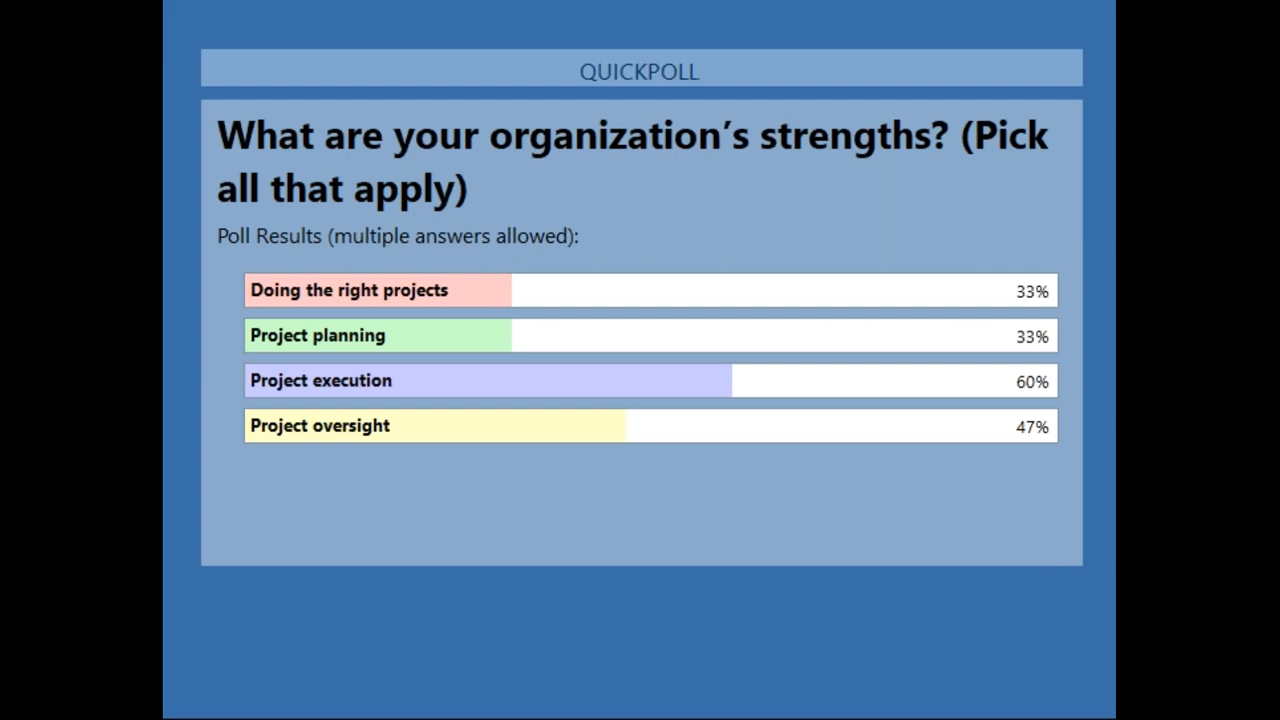 QUICKPOLL
What are your organization’s strengths? (Pick
all that apply)
Poll Results (multiple answers allowed):
Doing the right projects 33%
Project planning 33%
Project execution 60%
Project oversight 47%